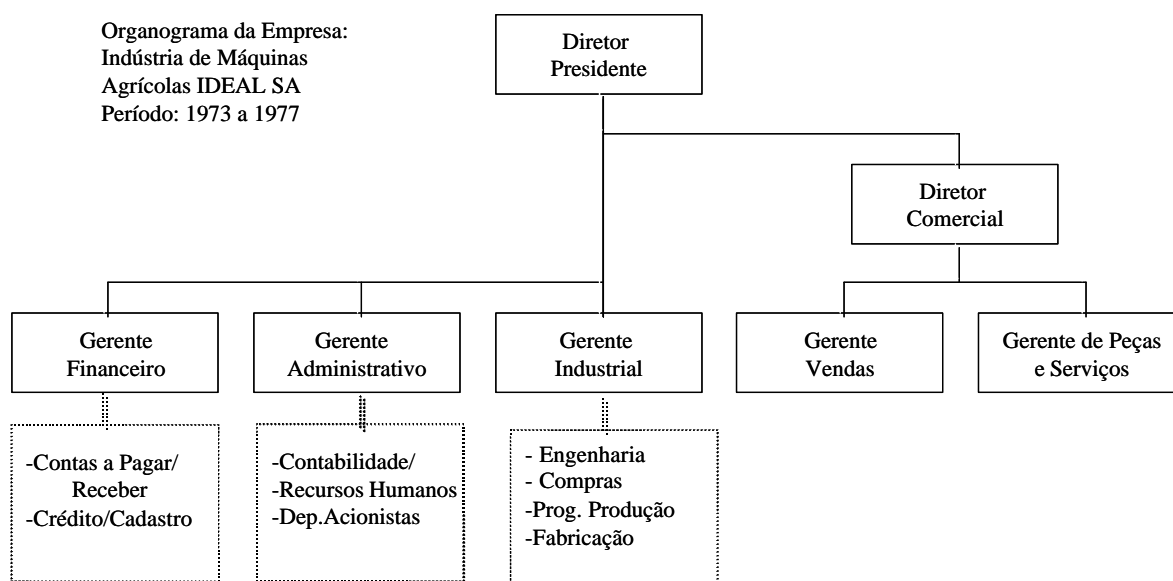 Organograma da Empresa:
Indústria de Máquinas
Agrícolas IDEAL SA
Período: 1973 a 1977
Diretor
Presidente
Diretor
Comercial
Gerente
Financeiro
Gerente
Administrativo
Gerente
Industrial
Gerente
Vendas
Gerente de Peças
e Serviços
-Contas a Pagar/
Receber
-Crédito/Cadastro
-Contabilidade/
-Recursos Humanos
-Dep.Acionistas
- Engenharia
- Compras
-Prog. Produção
-Fabricação